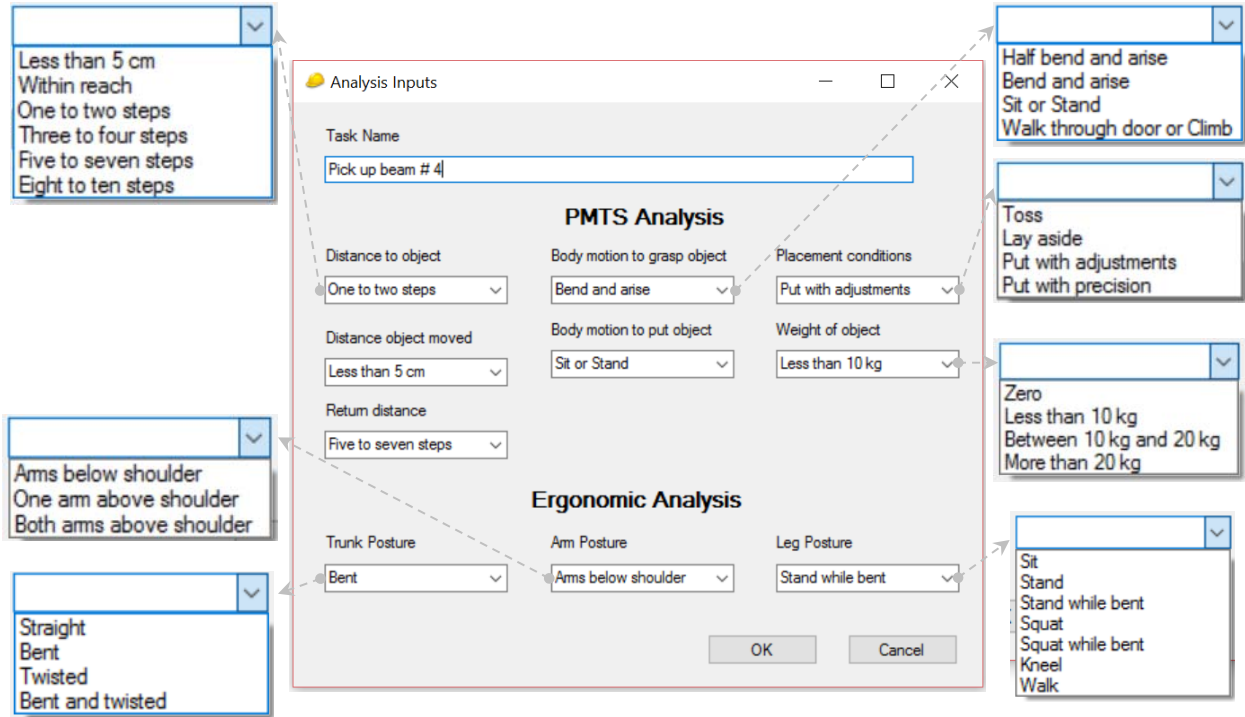 Less than 5 cm
Within reach
One to two steps
Three to four steps
Five to seven steps
Eight to ten steps
Arms below shoulder
One arm above shoulder
Both arms above shoulder
Straight
Bent
Twisted
Bent and twisted
Analysis Inputs
Task Name
Pick up beam # 4
PMTS Analysis
Distance to object
Body motion to grasp object
Placement conditions
One to two steps
Bend and arise
Put with adjustments
Distance object moved
Body motion to put object
Weight of object
Less than 5 cm
Sit or Stand
Less than 10 kg
Return distance
Five to seven steps
Ergonomic Analysis
Trunk Posture
Arm Posture
Leg Posture
Bent
Arms below shoulder
Stand while bent
OK
Cancel
Half bend and arise
Bend and arise
Sit or Stand
Walk through door or Climb
Toss
Lay aside
Put with adjustments
Put with precision
Zero
Less than 10 kg
Between 10 kg and 20 kg
More than 20 kg
Sit
Stand
Stand while bent
Squat
Squat while bent
Kneel
Walk